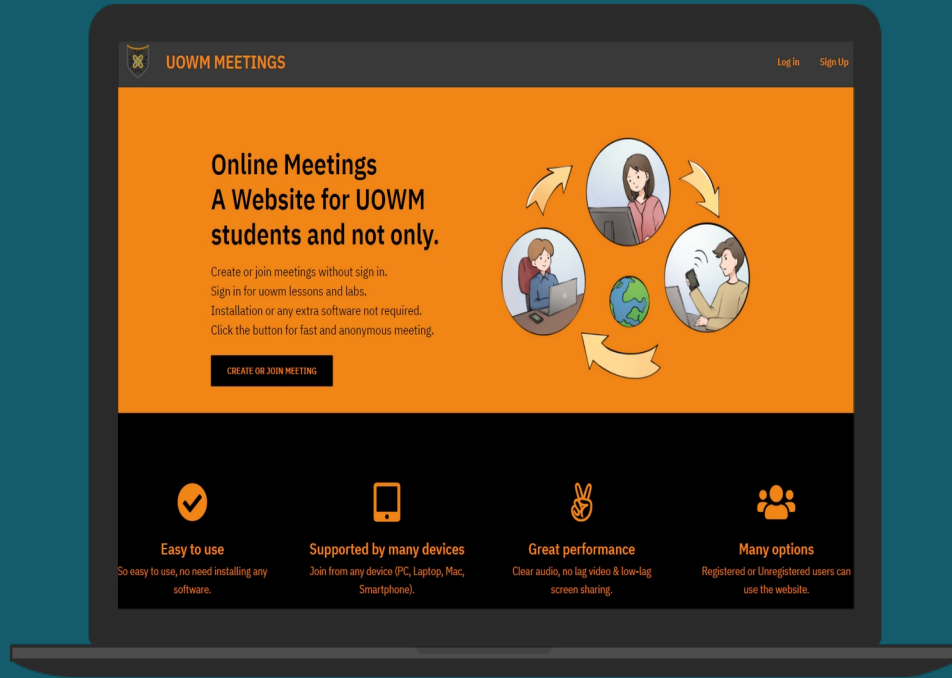 UOWM MEETINGS
Log in
Sign Up
Online Meetings
A Website for UOWM
students and not only.
Create or join meetings without sign in.
Sign in for uowm lessons and labs.
Installation or any extra software not required.
Click the button for fast and anonymous meeting.
CREATE OR JOIN MEETING
Easy to use
So easy to use, no need installing any
software.
Supported by many devices
Join from any device (PC, Laptop, Mac,
Smartphone).
Great performance
Clear audio, no lag video & low-lag
screen sharing.
Many options
Registered or Unregistered users can
use the website.